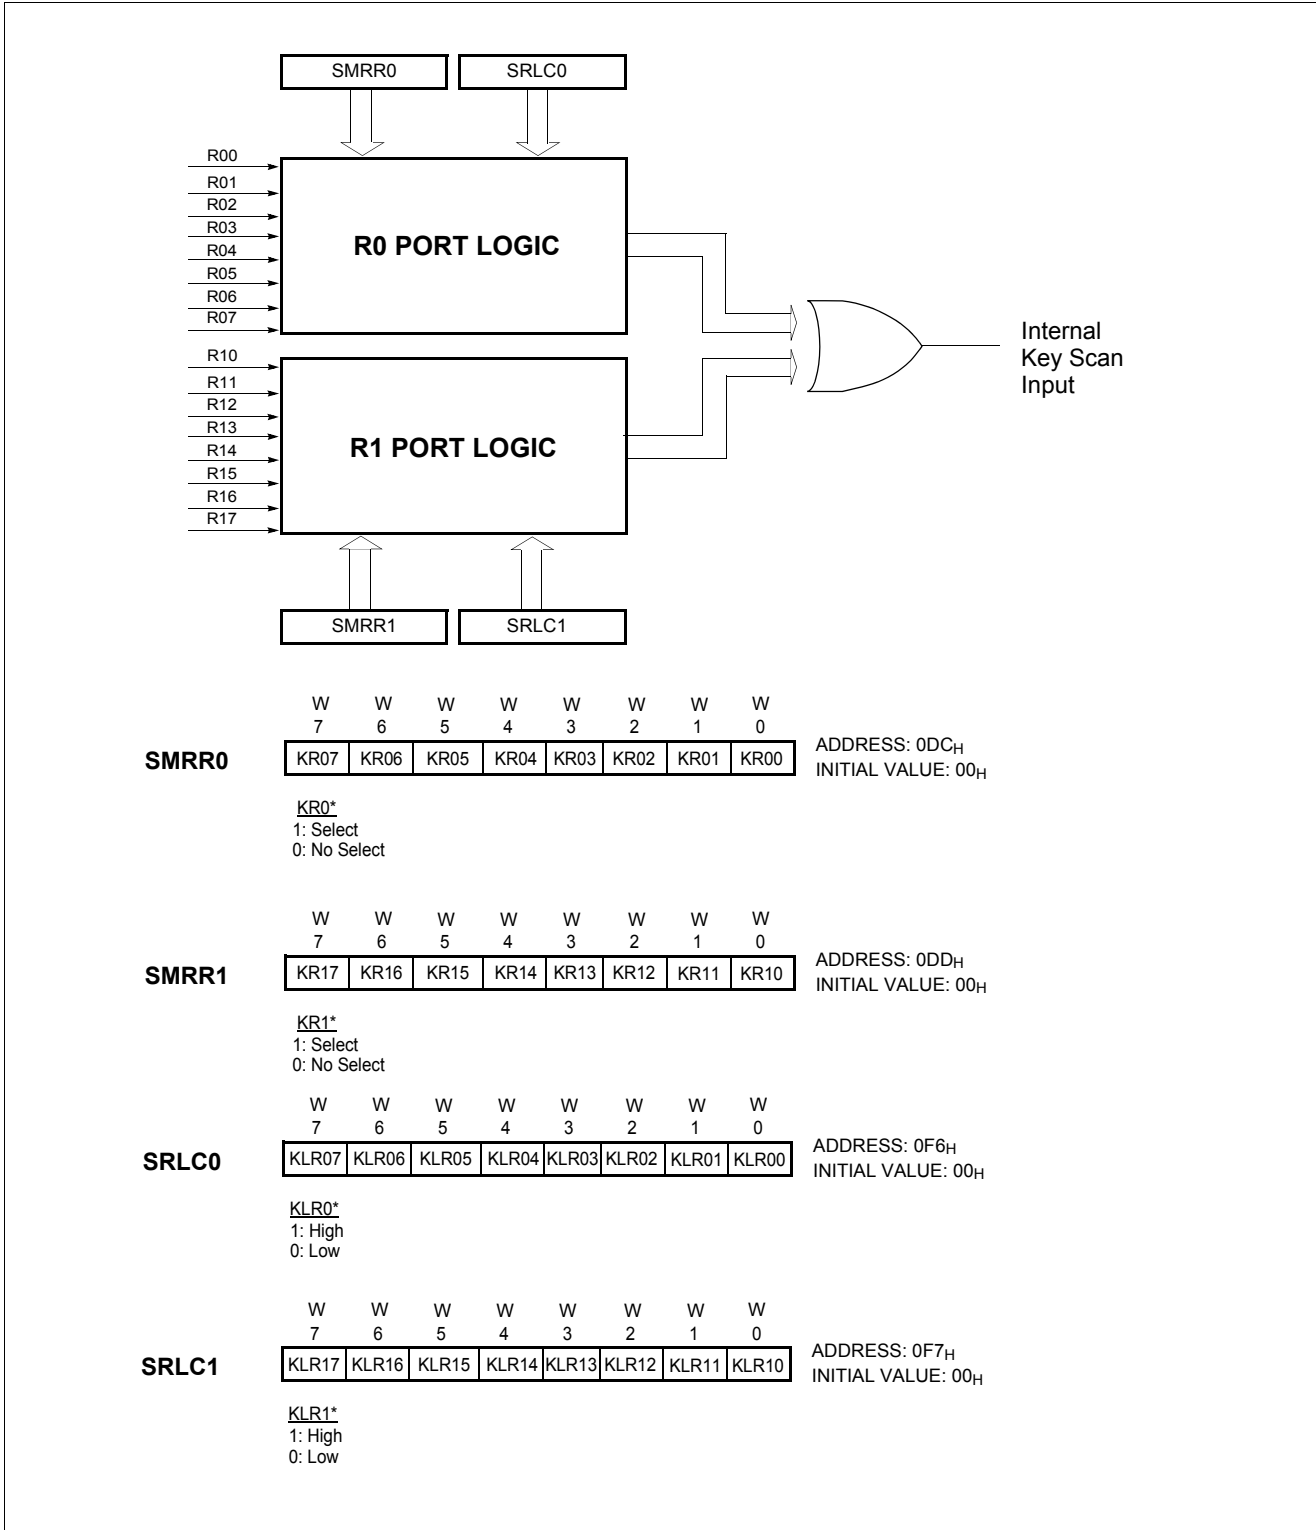 SMRR0 SRLC0
R00
R01
R02
R03
R04
R05
R06
R07
R0 PORT LOGIC
Internal
Key Scan
Input
R10
R11
R12
R13
R14
R15
R16
R17
R1 PORT LOGIC
SMRR1 SRLC1
W W W W W W W W
7 6 5 4 3 2 1 0
SMRR0 KR07 KR06 KR05 KR04 KR03 KR02 KR01 KR00
ADDRESS: 0DCH
INITIAL VALUE: 00H
KR0*
1: Select
0: No Select
W W W W W W W W
7 6 5 4 3 2 1 0
SMRR1 KR17 KR16 KR15 KR14 KR13 KR12 KR11 KR10
ADDRESS: 0DDH
INITIAL VALUE: 00H
KR1*
1: Select
0: No Select
W W W W W W W W
7 6 5 4 3 2 1 0
SRLC0 KLR07 KLR06 KLR05 KLR04 KLR03 KLR02 KLR01 KLR00
ADDRESS: 0F6H
INITIAL VALUE: 00H
KLR0*
1: High
0: Low
W W W W W W W W
7 6 5 4 3 2 1 0
SRLC1 KLR17 KLR16 KLR15 KLR14 KLR13 KLR12 KLR11 KLR10
ADDRESS: 0F7H
INITIAL VALUE: 00H
KLR1*
1: High
0: Low